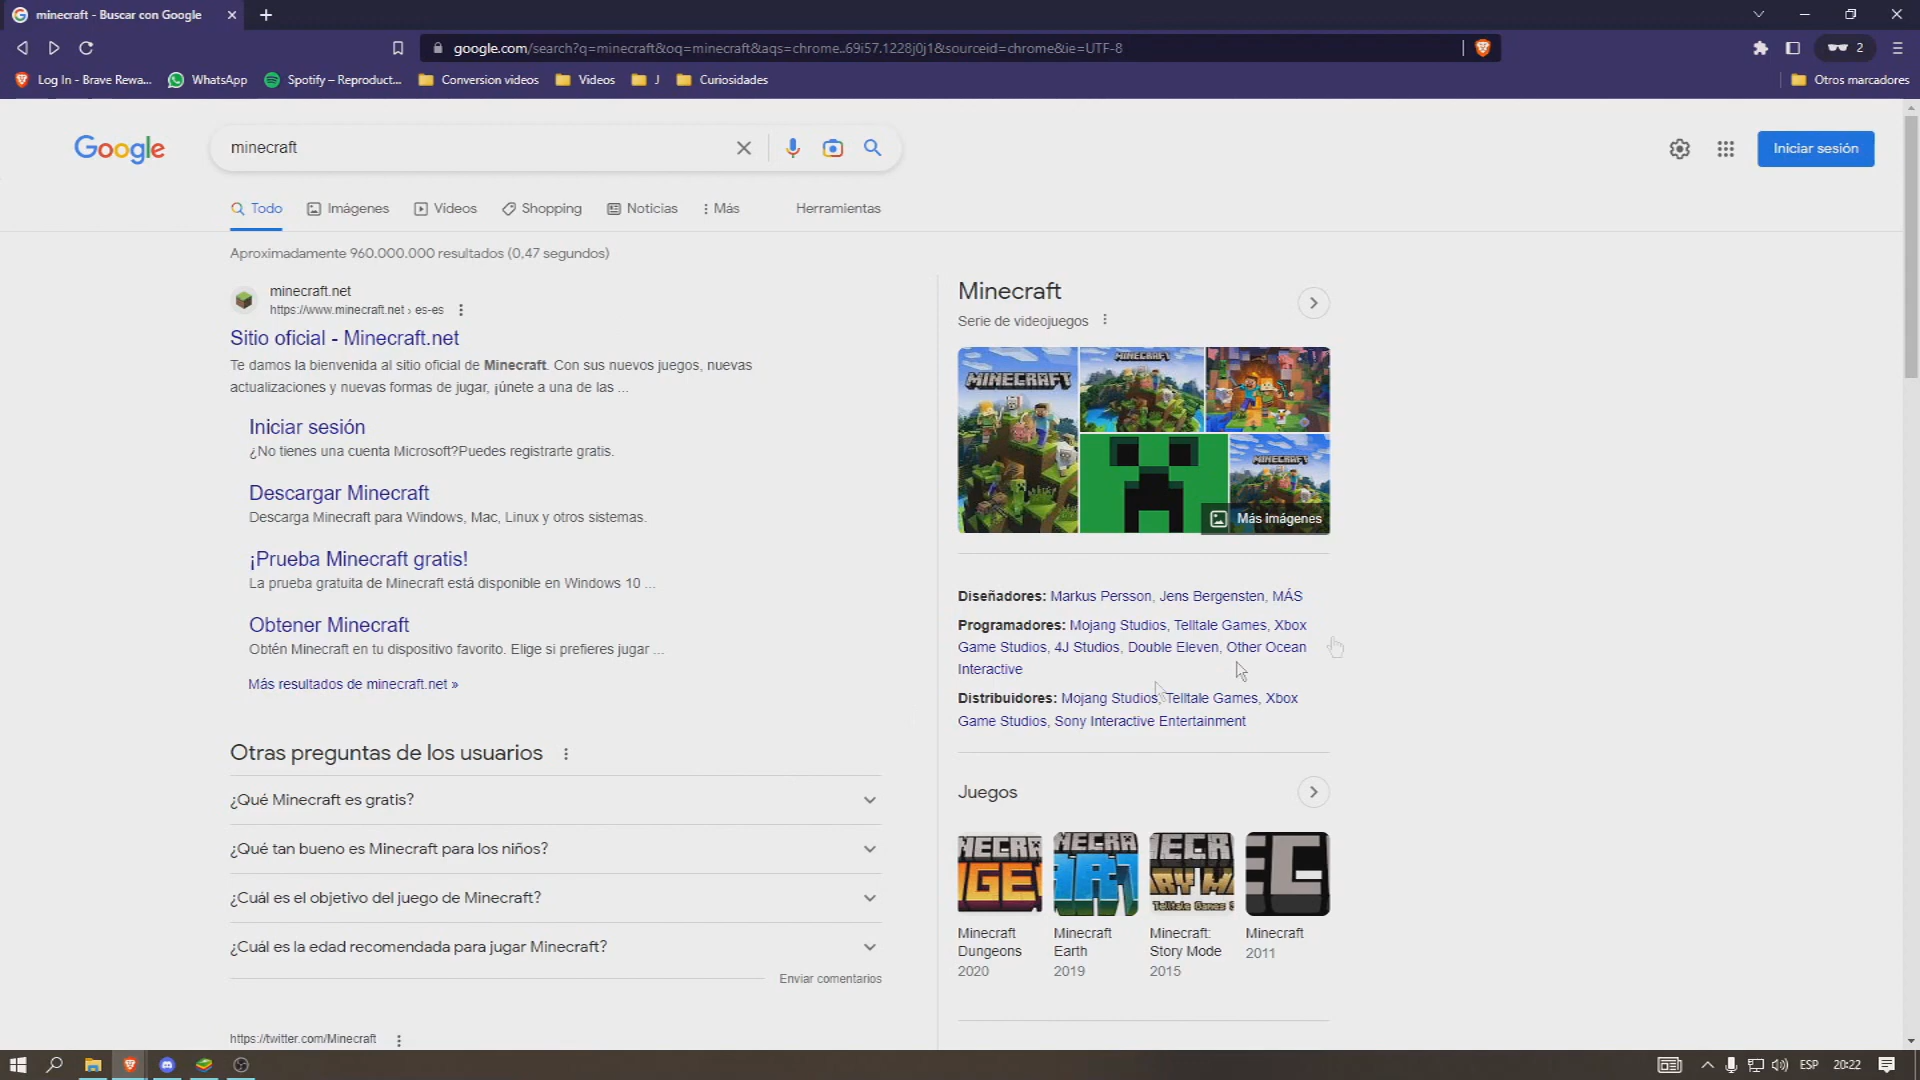 minecraft - Buscar con Google
google.com/search?q=minecraft&oq=minecraft&aqs=chrome..69i57.1228j0j1&sourceid=chrome&ie=UTF-8
2
Log In - Brave Rewa...
WhatsApp
Spotify – Reproduct...
Conversion videos
Videos
J
Curiosidades
Otros marcadores
Google
minecraft
Iniciar sesión
Todo
Imágenes
Videos
Shopping
Noticias
Más
Herramientas
Aproximadamente 960.000.000 resultados (0,47 segundos)
minecraft.net
https://www.minecraft.net › es-es
Sitio oficial - Minecraft.net
Te damos la bienvenida al sitio oficial de Minecraft. Con sus nuevos juegos, nuevas
actualizaciones y nuevas formas de jugar, ¡únete a una de las ...
Iniciar sesión
¿No tienes una cuenta Microsoft?Puedes registrarte gratis.
Descargar Minecraft
Descarga Minecraft para Windows, Mac, Linux y otros sistemas.
¡Prueba Minecraft gratis!
La prueba gratuita de Minecraft está disponible en Windows 10 ...
Obtener Minecraft
Obtén Minecraft en tu dispositivo favorito. Elige si prefieres jugar ...
Más resultados de minecraft.net »
Otras preguntas de los usuarios
¿Qué Minecraft es gratis?
¿Qué tan bueno es Minecraft para los niños?
¿Cuál es el objetivo del juego de Minecraft?
¿Cuál es la edad recomendada para jugar Minecraft?
Enviar comentarios
https://twitter.com/Minecraft
Minecraft
Serie de videojuegos
MINECRAFT
MINECRAFT
MINECRAFT
Más imágenes
Diseñadores: Markus Persson, Jens Bergensten, MÁS
Programadores: Mojang Studios, Telltale Games, Xbox
Game Studios, 4J Studios, Double Eleven, Other Ocean
Interactive
Distribuidores: Mojang Studios, Telltale Games, Xbox
Game Studios, Sony Interactive Entertainment
Juegos
Minecraft
Dungeons
2020
Minecraft
Earth
2019
Minecraft:
Story Mode
2015
Minecraft
2011
ESP
20:22